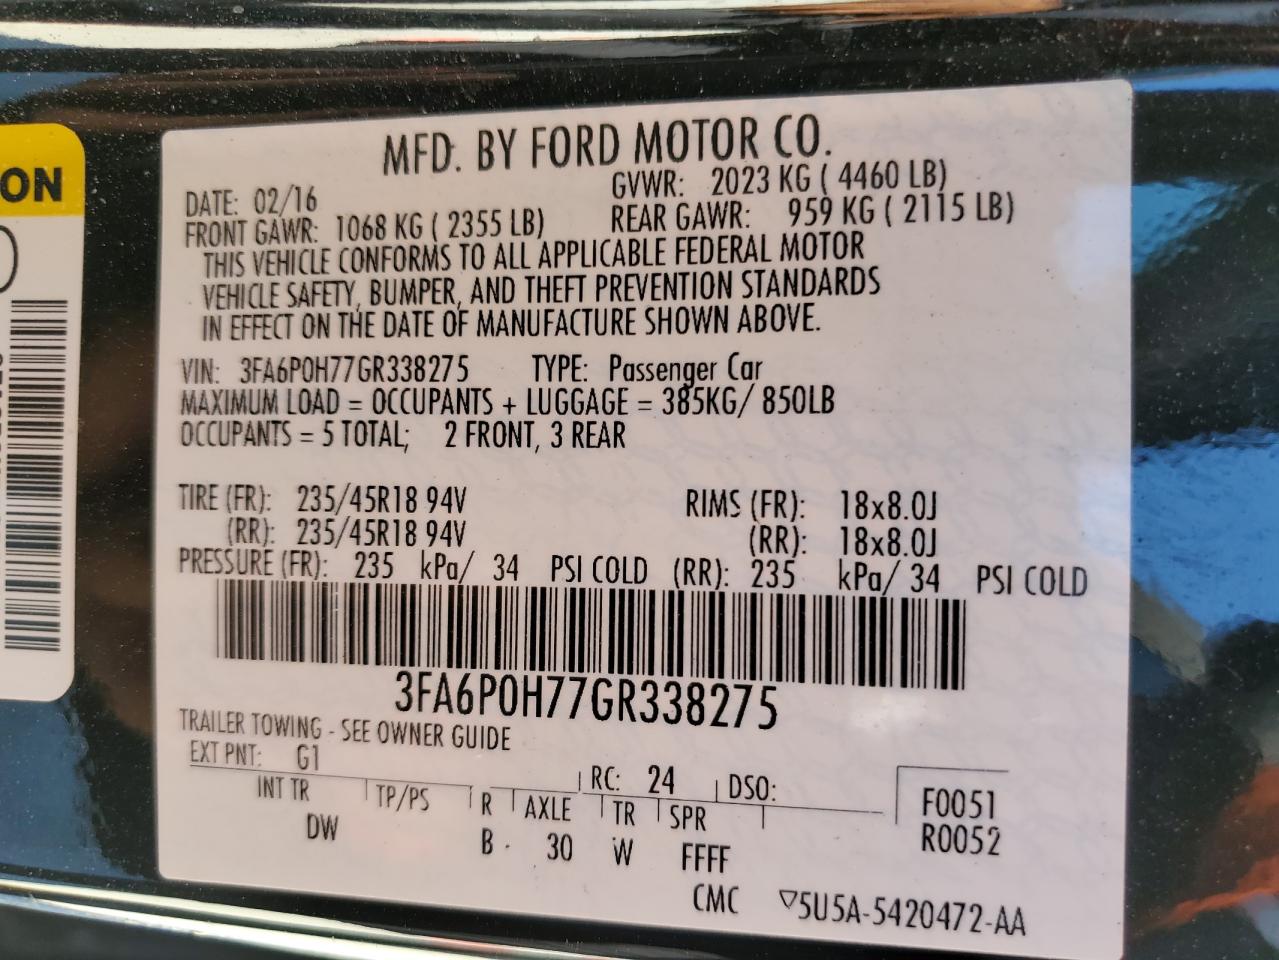 ON
MFD. BY FORD MOTOR CO.
DATE: 02/16 GVWR: 2023 KG ( 4460 LB)
FRONT GAWR: 1068 KG ( 2355 LB) REAR GAWR: 959 KG ( 2115 LB)
THIS VEHICLE CONFORMS TO ALL APPLICABLE FEDERAL MOTOR
VEHICLE SAFETY, BUMPER, AND THEFT PREVENTION STANDARDS
IN EFFECT ON THE DATE OF MANUFACTURE SHOWN ABOVE.
VIN: 3FA6P0H77GR338275 TYPE: Passenger Car
MAXIMUM LOAD = OCCUPANTS + LUGGAGE = 385KG/ 850LB
OCCUPANTS = 5 TOTAL; 2 FRONT, 3 REAR
TIRE (FR): 235/45R18 94V RIMS (FR): 18x8.0J
(RR): 235/45R18 94V (RR): 18x8.0J
PRESSURE (FR): 235 kPa/ 34 PSI COLD (RR): 235 kPa/ 34 PSI COLD
3FA6P0H77GR338275
TRAILER TOWING - SEE OWNER GUIDE
EXT PNT: G1 RC: 24 DSO:
INT TR TP/PS R AXLE TR SPR F0051
DW B 30 W FFFF R0052
CMC ▽5U5A-5420472-AA